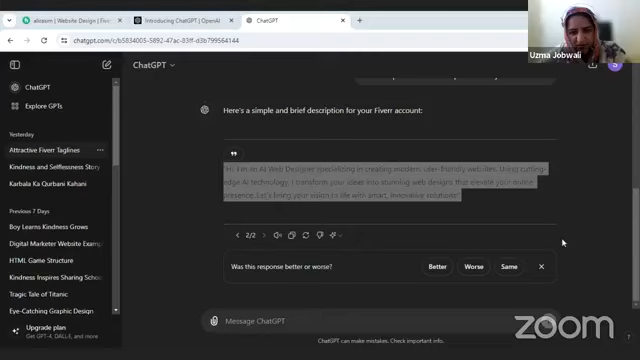 alixasm | Website Design | Fiverr
Introducing ChatGPT | OpenAI
ChatGPT
chatgpt.com/c/b5834005-5892-47ac-83ff-d3b799564144
Uzma Jobwali
S
ChatGPT
ChatGPT
Explore GPTs
Yesterday
Attractive Fiverr Taglines
Kindness and Selflessness Story
Karbala Ka Qurbani Kahani
Previous 7 Days
Boy Learns Kindness
Digital Marketer Website Examp
HTML Game Structure
Kindness Inspires Sharing School
Tragic Tale of Titanic
Eye-Catching Graphic Design
Upgrade plan
Get GPT-4, DALL·E, and more
Here's a simple and brief description for your Fiverr account:
"Hi, I'm an AI Web Designer specializing in creating modern, user-friendly websites. Using cutting-
edge AI technology, I transform your ideas into stunning web designs that elevate your online
presence. Let's bring your vision to life with smart, innovative solutions!"
2/2
Was this response better or worse?
Better
Worse
Same
Message ChatGPT
ChatGPT can make mistakes. Check important info.
zoom